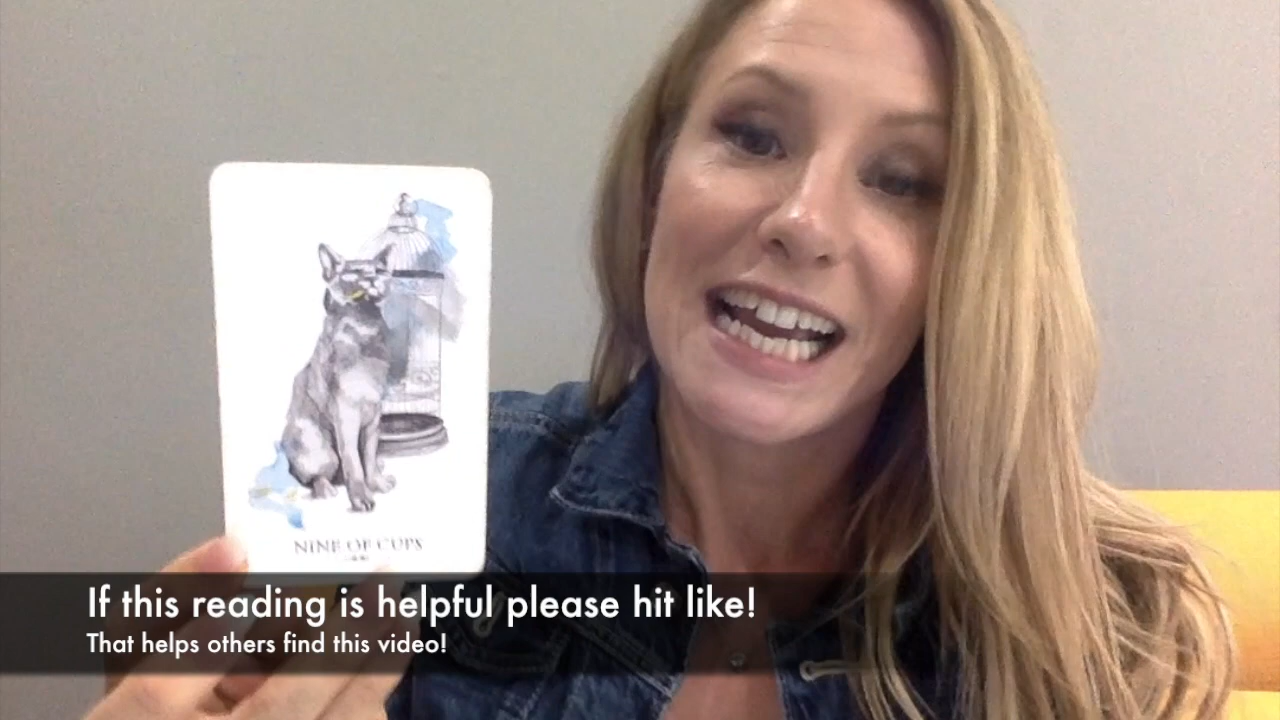 NINE OF CUPS
If this reading is helpful please hit like!
That helps others find this video!